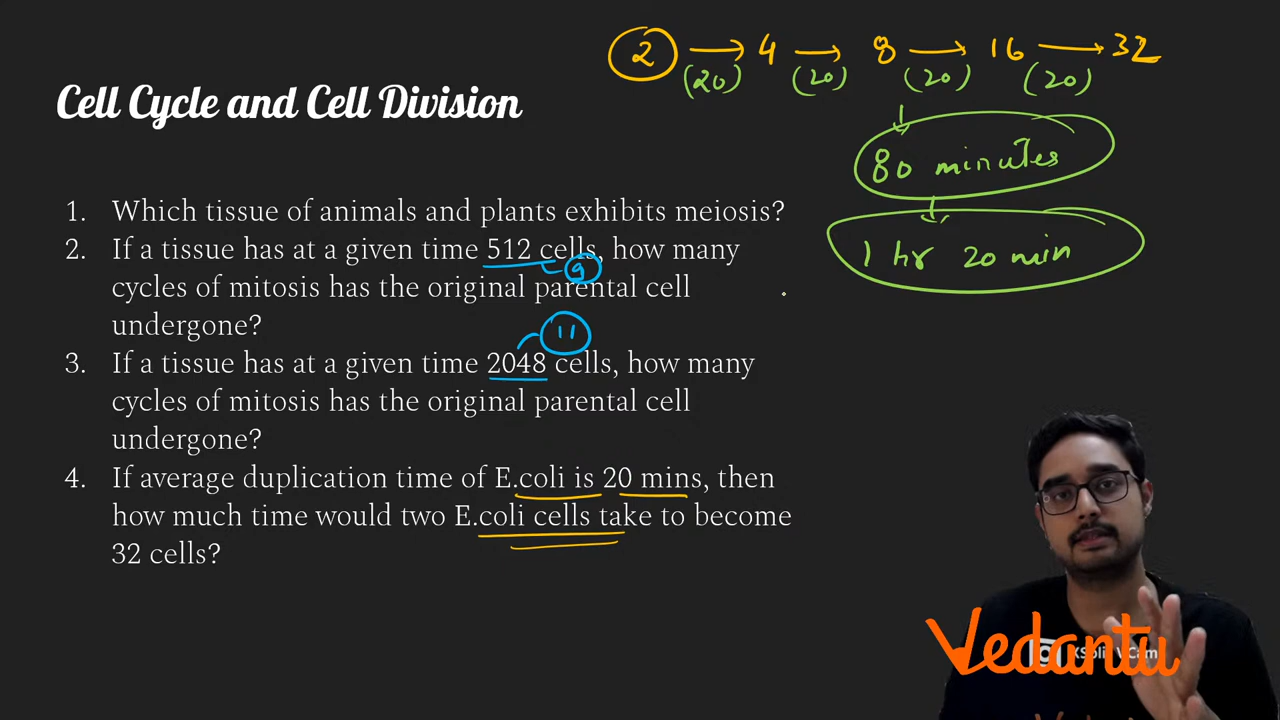 2 → 4 → 8 → 16 → 32
(20) (20) (20) (20)
Cell Cycle and Cell Division
80 minutes
1 hr 20 min
1. Which tissue of animals and plants exhibits meiosis?
2. If a tissue has at a given time 512 cells, how many
9
cycles of mitosis has the original parental cell
undergone?
11
3. If a tissue has at a given time 2048 cells, how many
cycles of mitosis has the original parental cell
undergone?
4. If average duplication time of E.coli is 20 mins, then
how much time would two E.coli cells take to become
32 cells?
Vedantu
XSplit VCam